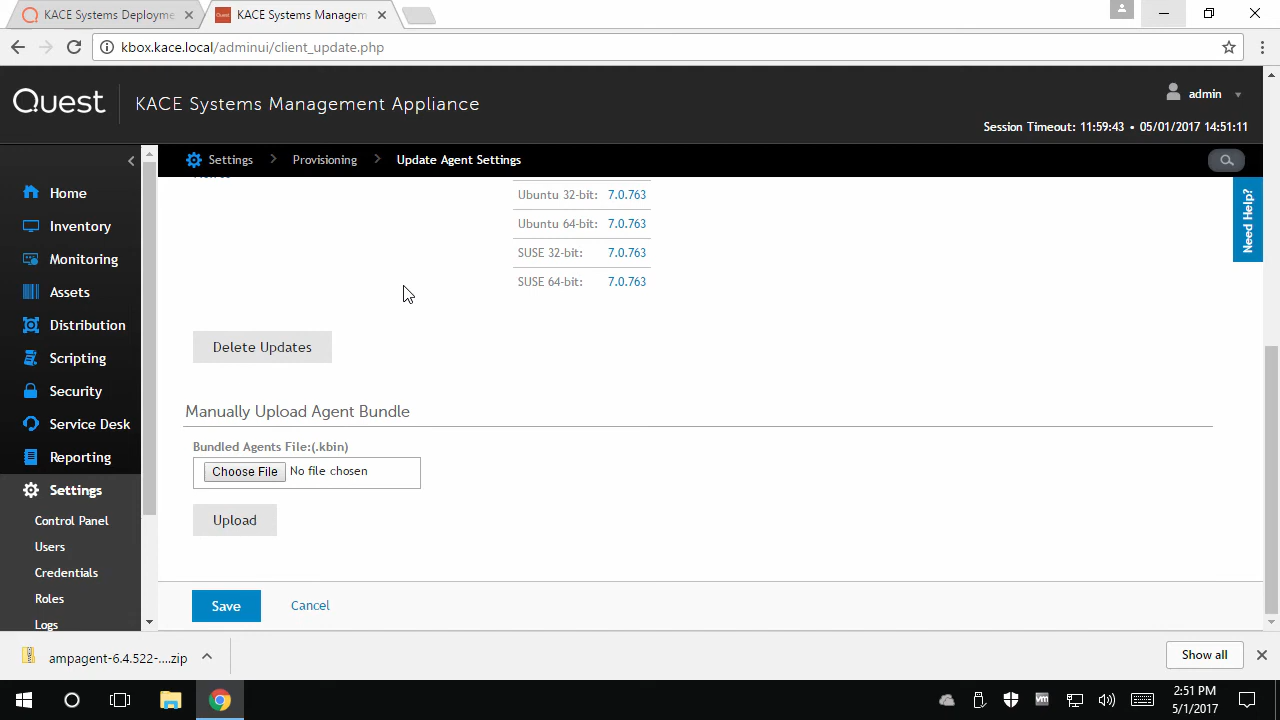 KACE Systems Deployme
KACE Systems Managem
kbox.kace.local/adminui/client_update.php
Quest
KACE Systems Management Appliance
admin
Session Timeout: 11:59:43 • 05/01/2017 14:51:11
Settings
Provisioning
Update Agent Settings
Home
Inventory
Monitoring
Assets
Distribution
Scripting
Security
Service Desk
Reporting
Settings
Control Panel
Users
Credentials
Roles
Logs
Ubuntu 32-bit: 7.0.763
Ubuntu 64-bit: 7.0.763
SUSE 32-bit: 7.0.763
SUSE 64-bit: 7.0.763
Need Help?
Delete Updates
Manually Upload Agent Bundle
Bundled Agents File:(.kbin)
Choose File No file chosen
Upload
Save
Cancel
ampagent-6.4.522-....zip
Show all
2:51 PM
5/1/2017